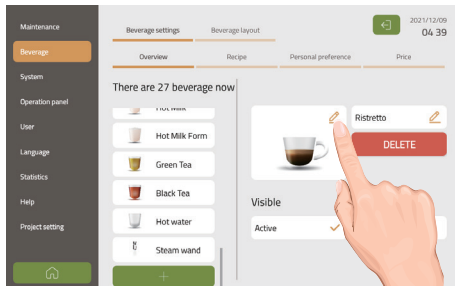 Maintenance
Beverage
System
Operation panel
User
Language
Statistics
Help
Project setting
Beverage settings
Beverage layout
2021/12/09
04 39
Overview
Recipe
Personal preference
Price
There are 27 beverage now
Hot Milk
Hot Milk Form
Green Tea
Black Tea
Hot water
Steam wand
+
Ristretto
DELETE
Visible
Active